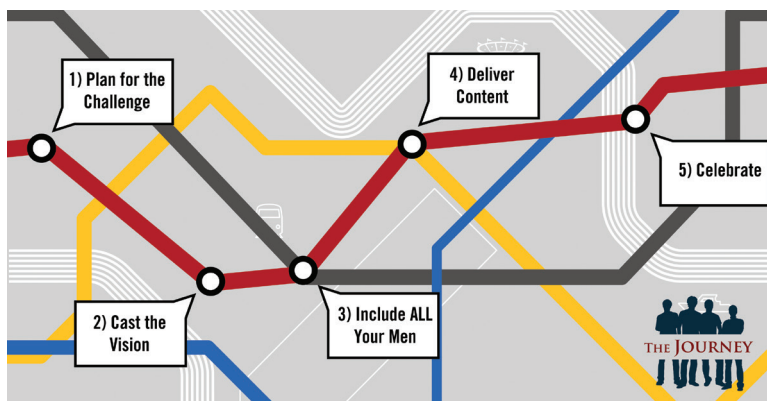 1) Plan for the
Challenge
2) Cast the
Vision
3) Include ALL
Your Men
4) Deliver
Content
5) Celebrate
THE JOURNEY